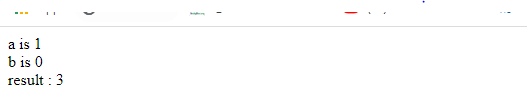 a is 1
b is 0
result : 3